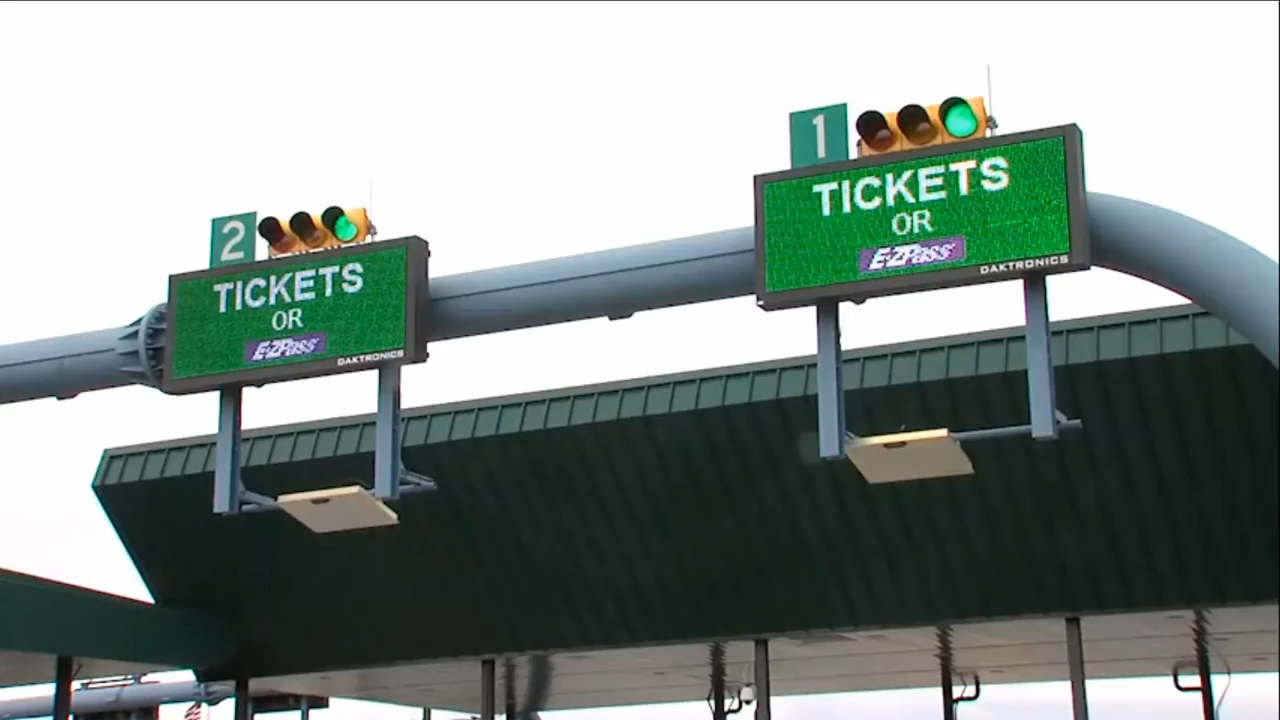 2
TICKETS
OR
E-ZPass
DAKTRONICS
1
TICKETS
OR
E-ZPass
DAKTRONICS